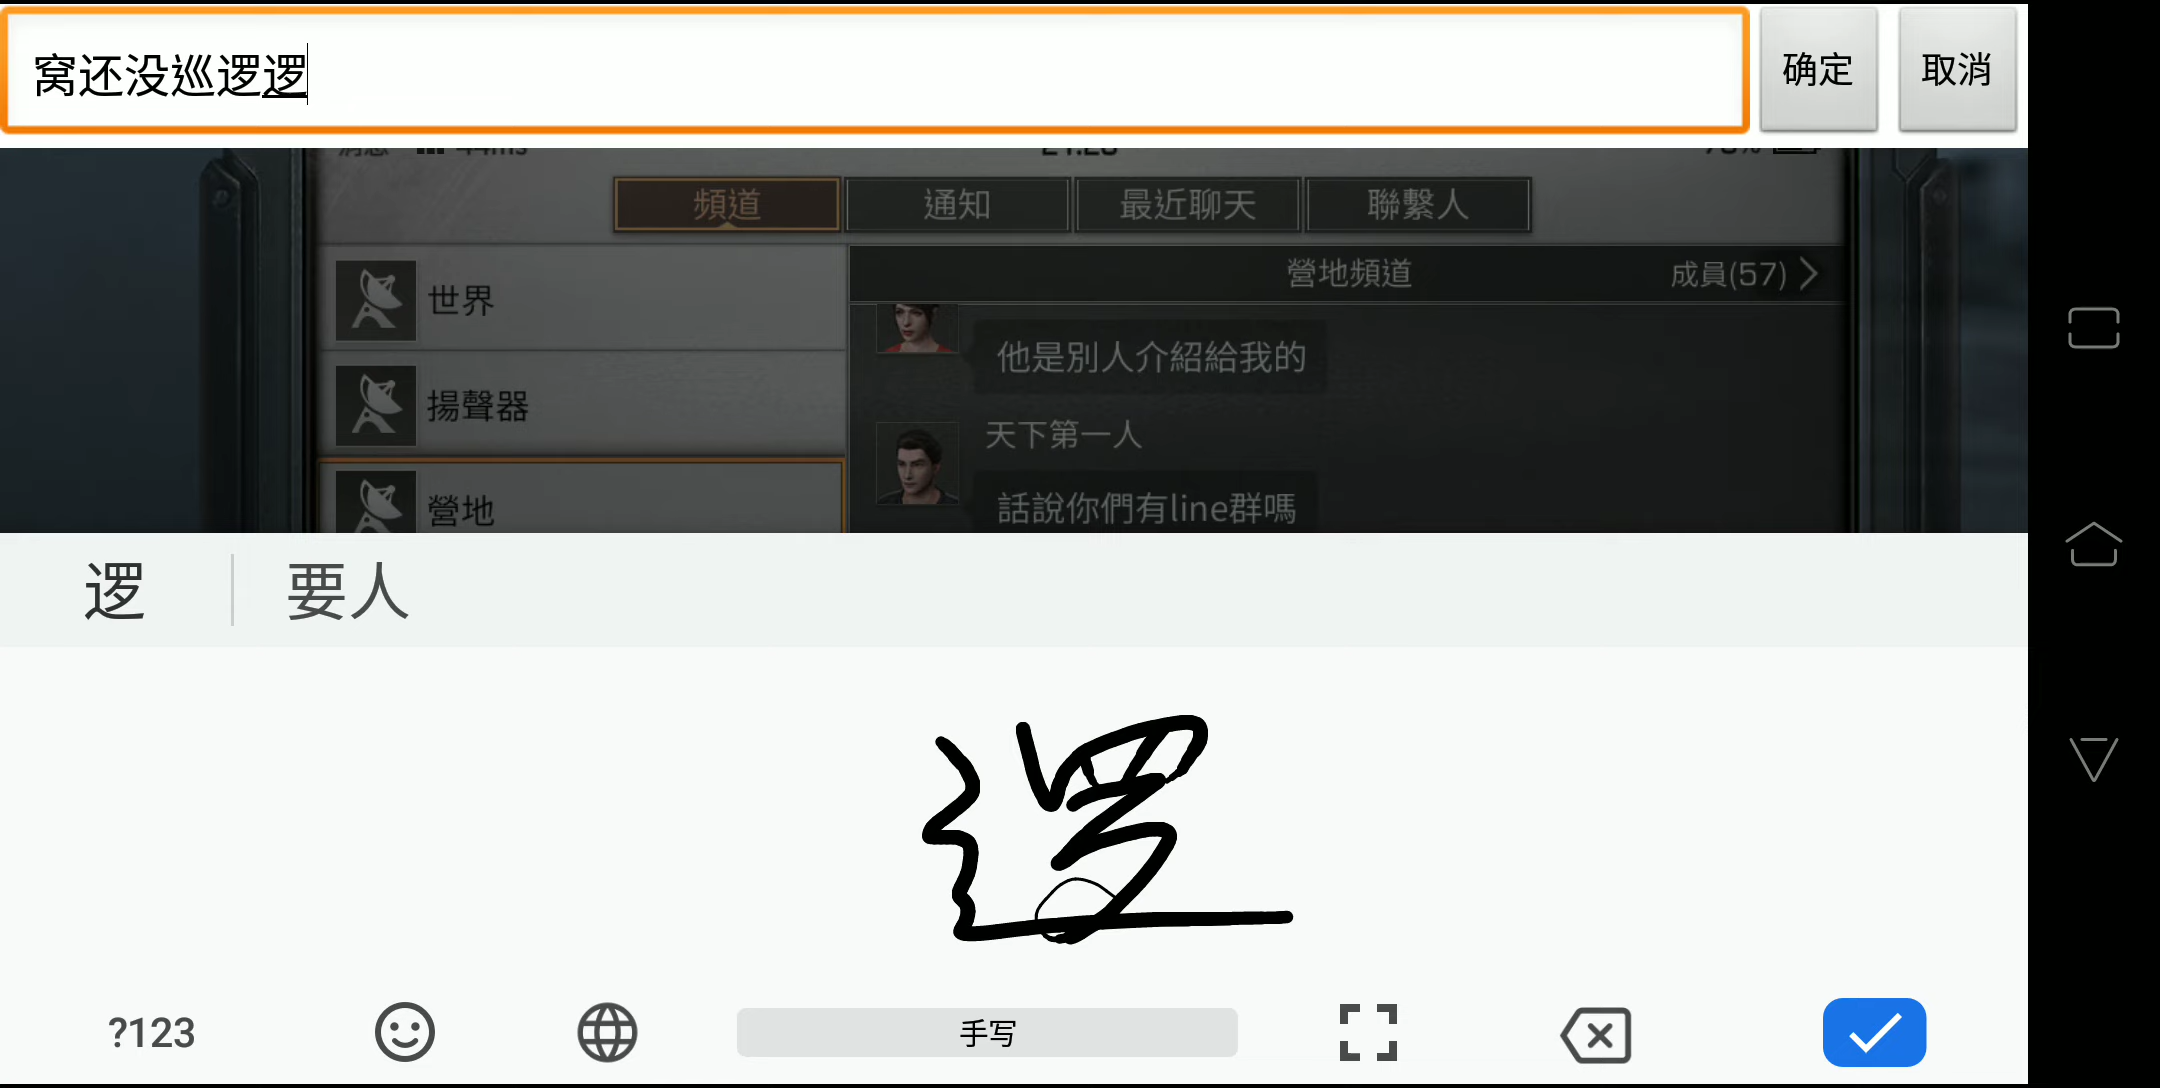 窝还没巡逻逻
确定
取消
頻道
通知
最近聊天
聯繫人
世界
揚聲器
營地
營地頻道
成員(57)
他是別人介紹給我的
天下第一人
話說你們有line群嗎
逻
要人
逻
?123
手写